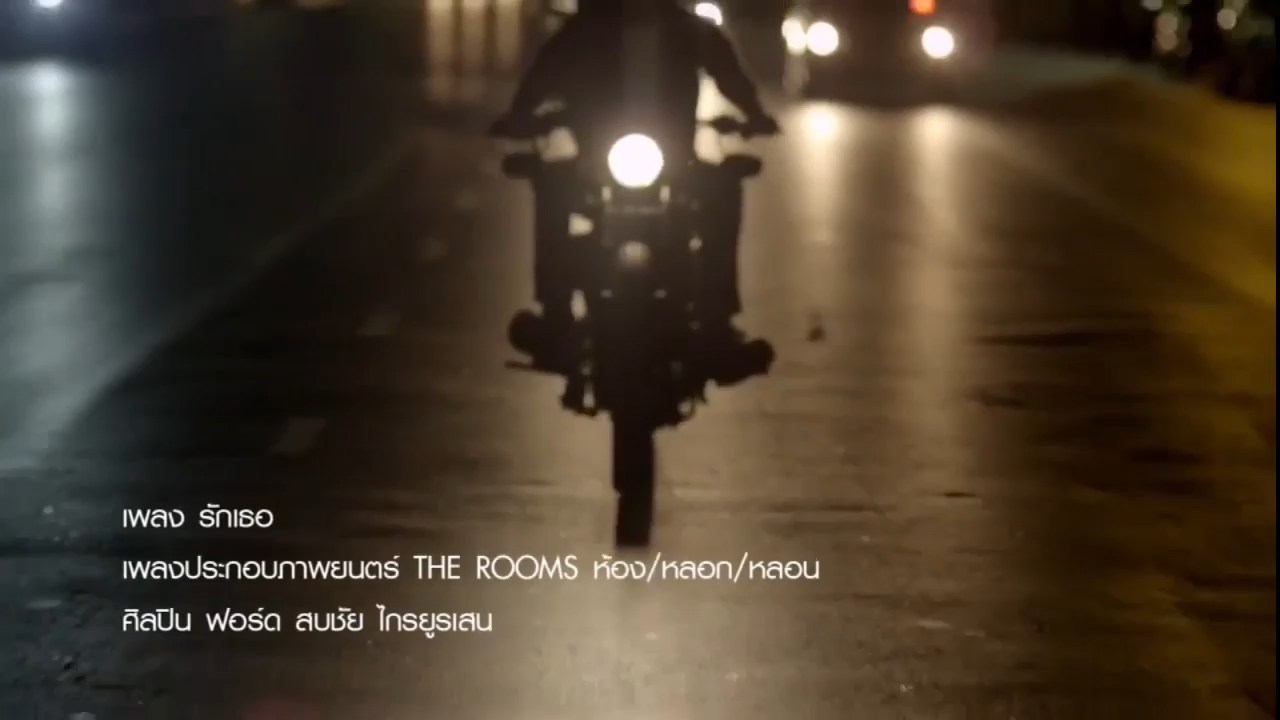 เพลง รักเธอ
เพลงประกอบภาพยนตร์ THE ROOMS ห้อง/หลอก/หลอน
ศิลปิน ฟอร์ด สบชัย ไกรยูรเสน